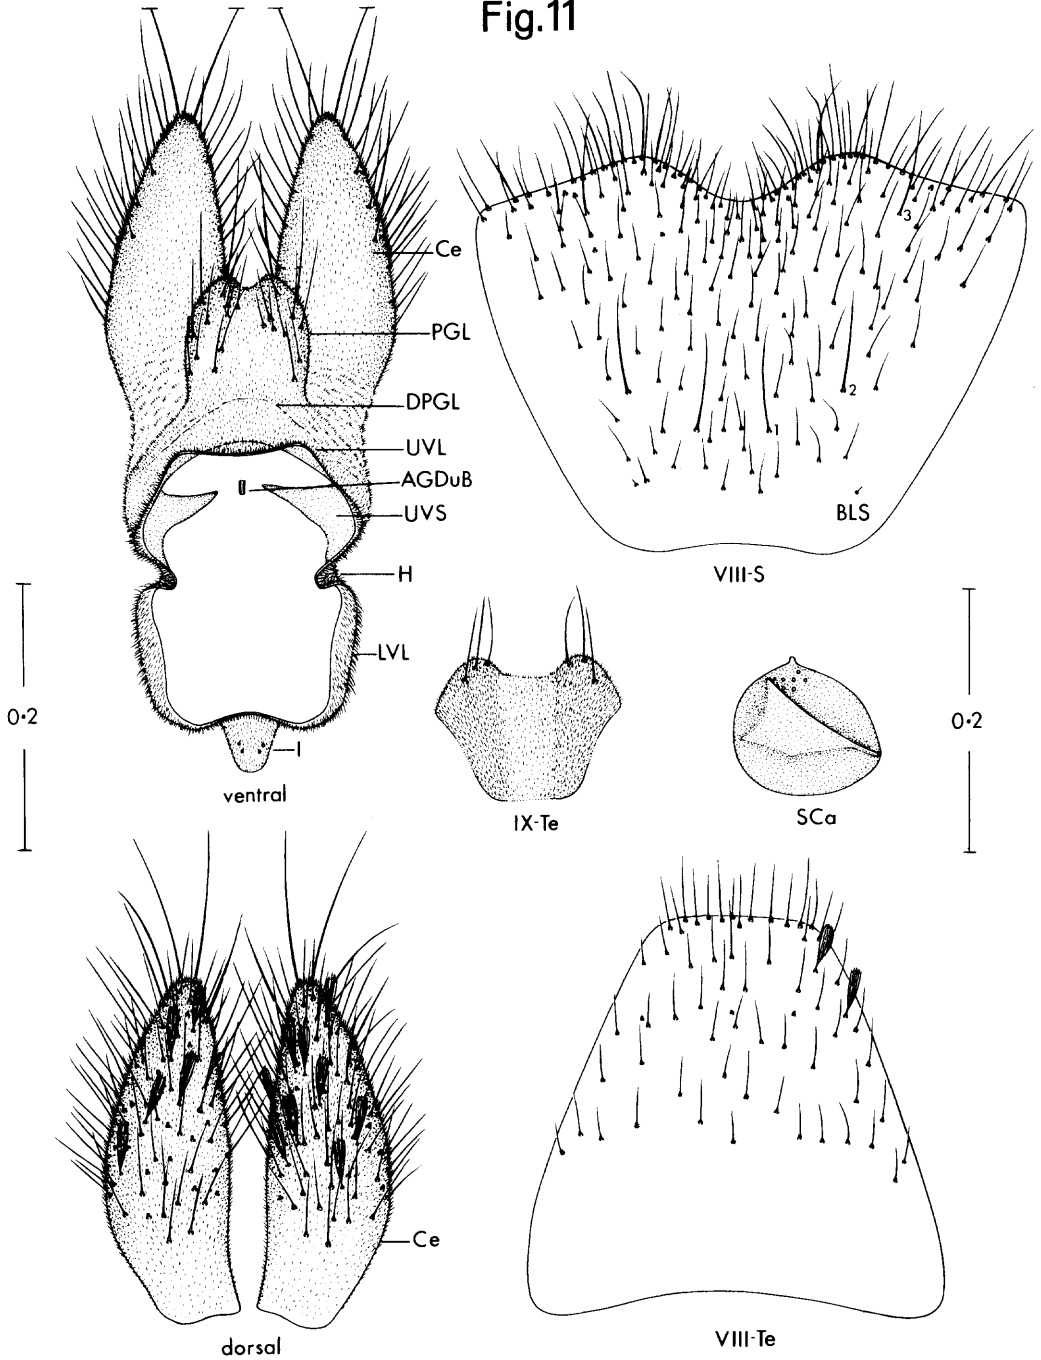 Fig.11
Ce
PGL
DPGL
UVL
AGDuB
UVS
H
LVL
I
ventral
0·2
3
2
1
BLS
VIII-S
IX-Te
SCa
0·2
Ce
dorsal
VIII-Te